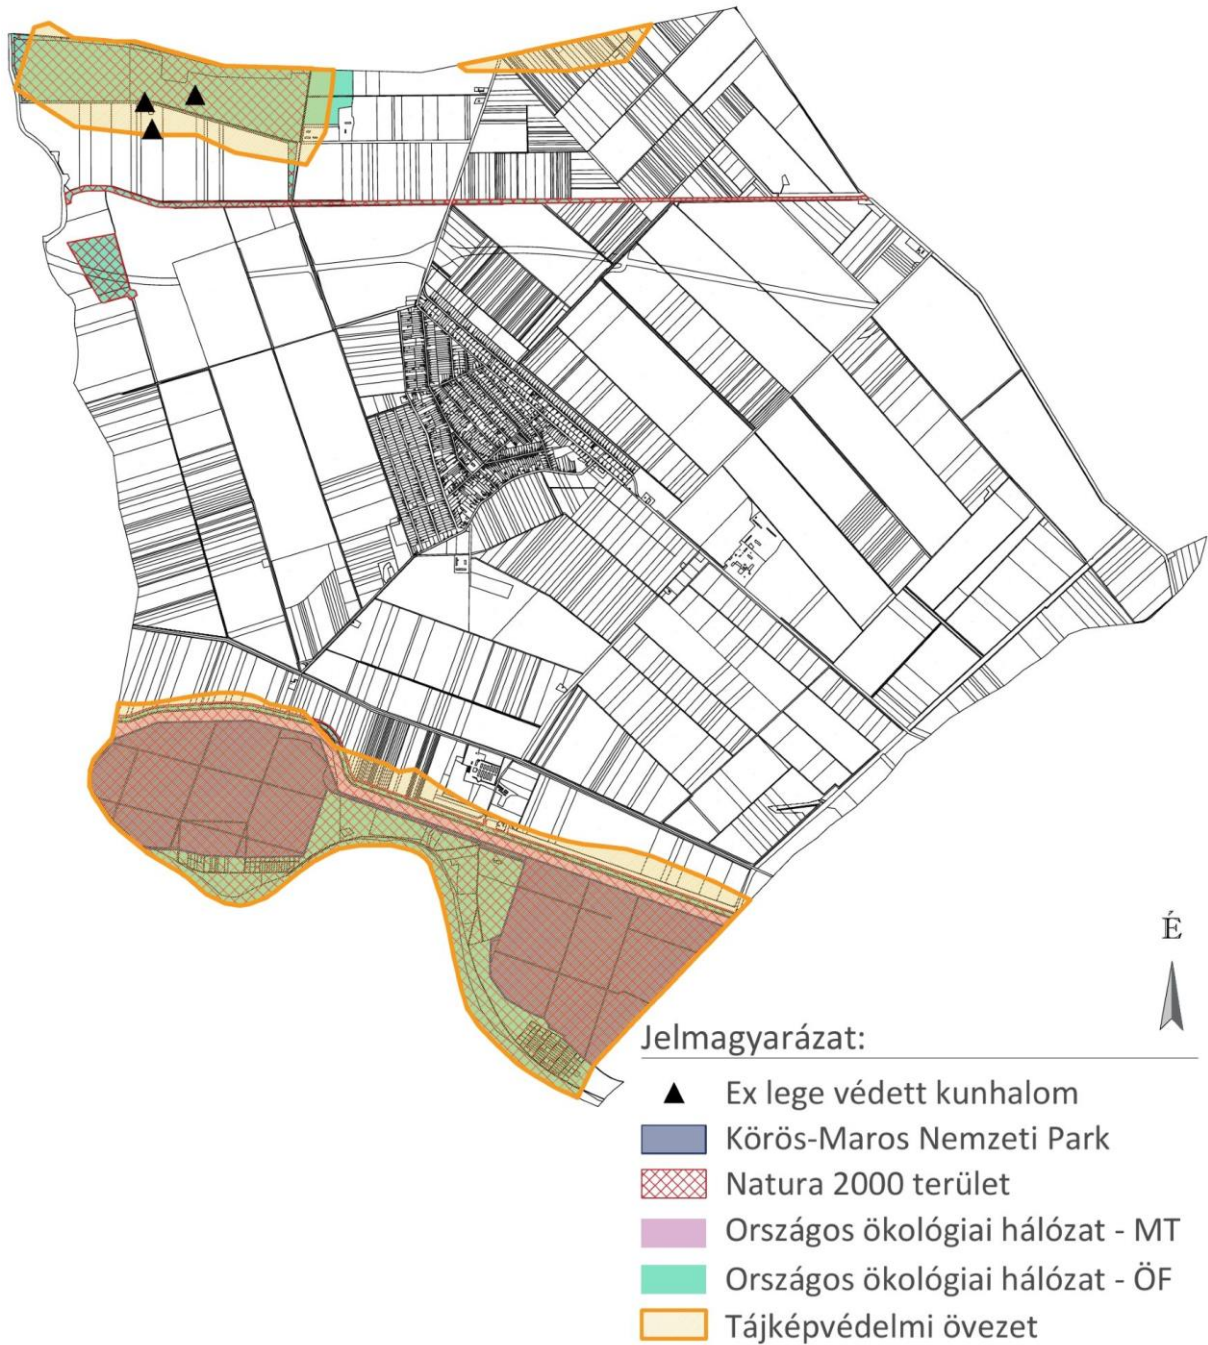 É
Jelmagyarázat:
Ex lege védett kunhalom
Körös-Maros Nemzeti Park
Natura 2000 terület
Országos ökológiai hálózat - MT
Országos ökológiai hálózat - ÖF
Tájképvédelmi övezet